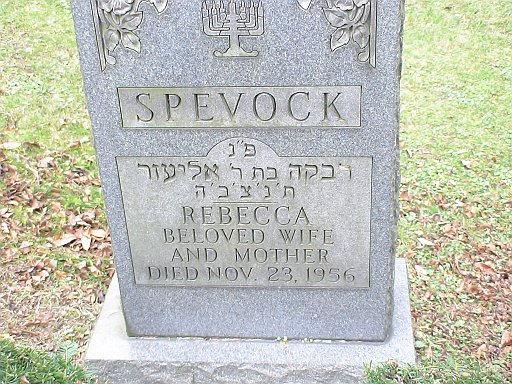 SPEVOCK
פ״נ
רבקה בת ר׳ אליעזר
ת׳נ׳צ׳ב׳ה
REBECCA
BELOVED WIFE
AND MOTHER
DIED NOV. 23, 1956